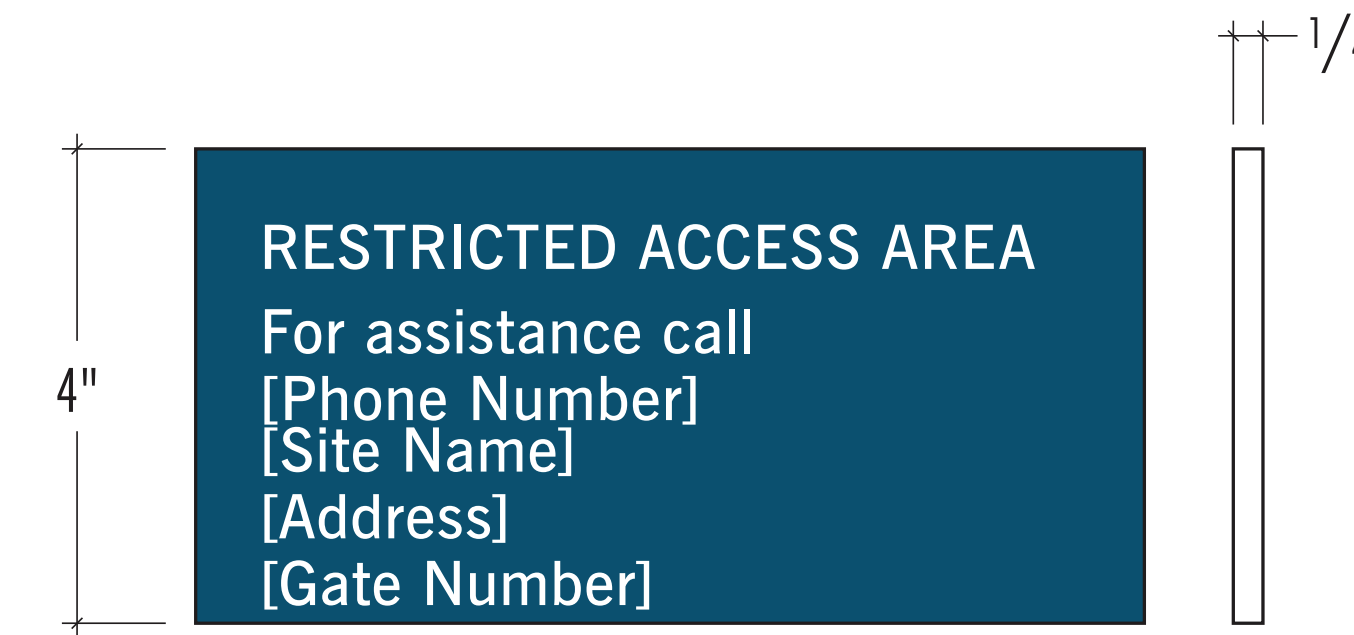 RESTRICTED ACCESS AREA
For assistance call
[Phone Number]
[Site Name]
[Address]
[Gate Number]
4"